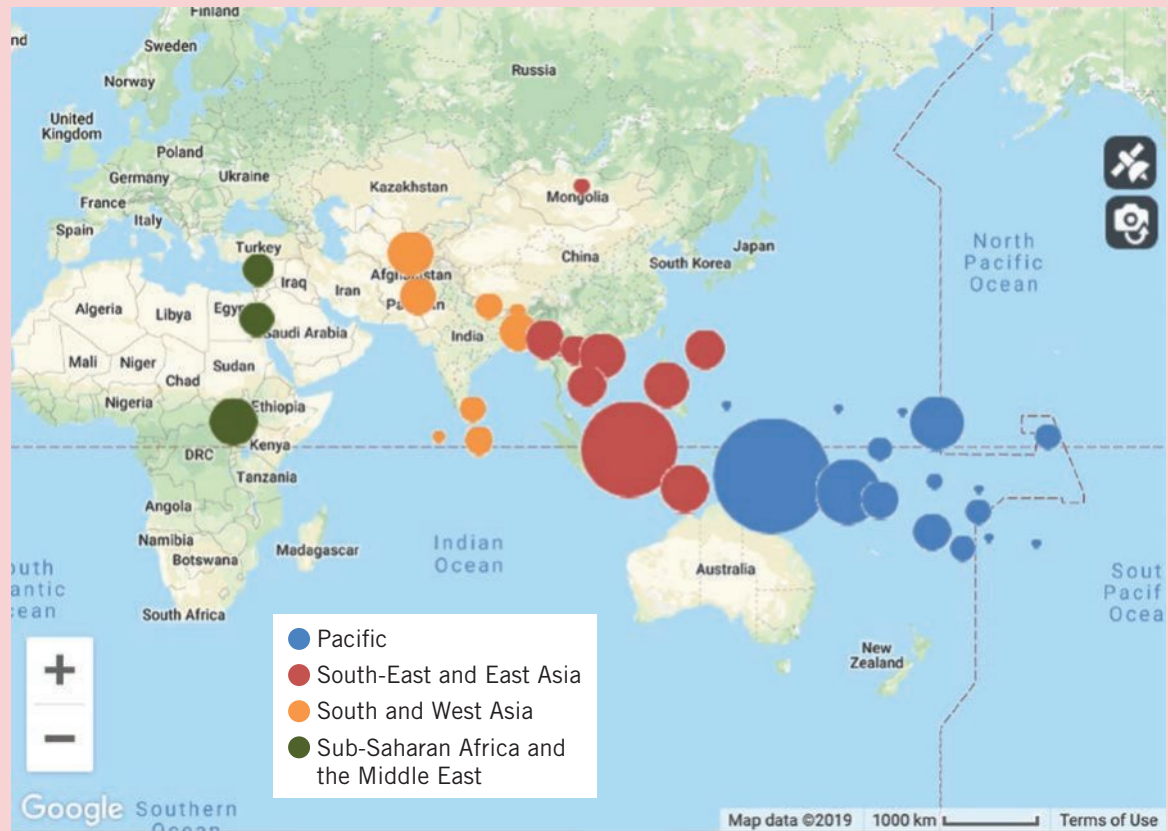 Finland
Sweden
Norway
Russia
United
Kingdom
Poland
Germany
Ukraine
France
Kazakhstan
Mongolia
Italy
Spain
Turkey
Japan
China
South Korea
North
Pacific
Ocean
Iraq
Iran
Algeria
Libya
Saudi Arabia
India
Mali
Niger
Sudan
Chad
Nigeria
Ethiopia
DRC
Kenya
Tanzania
Angola
Namibia
Botswana
Madagascar
Indian
Ocean
Australia
South Africa
New
Zealand
Pacific
South-East and East Asia
South and West Asia
Sub-Saharan Africa and
the Middle East
+
−
Google
Southern
Map data ©2019
1000 km
Terms of Use